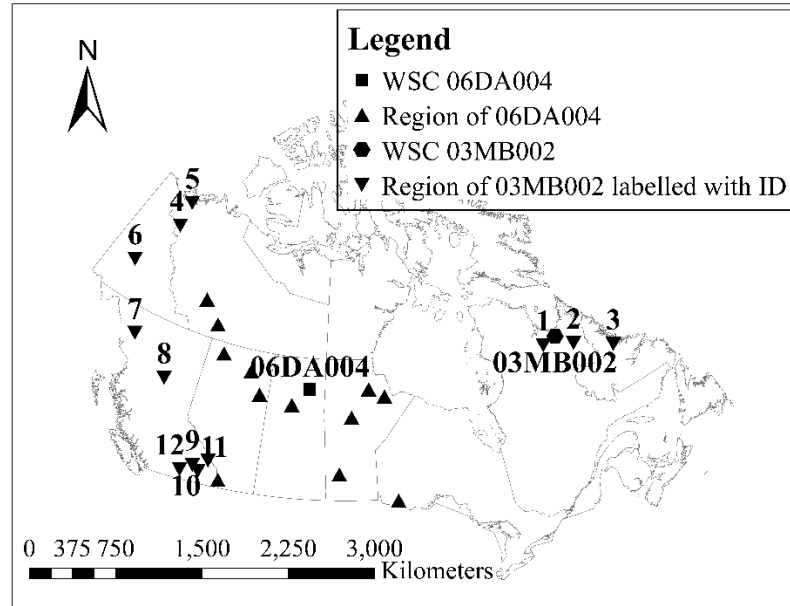 N
Legend
WSC 06DA004
Region of 06DA004
WSC 03MB002
Region of 03MB002 labelled with ID
5
4
6
7
8
1 2 3
06DA004
03MB002
12 9 11
10
0 375 750 1,500 2,250 3,000
Kilometers